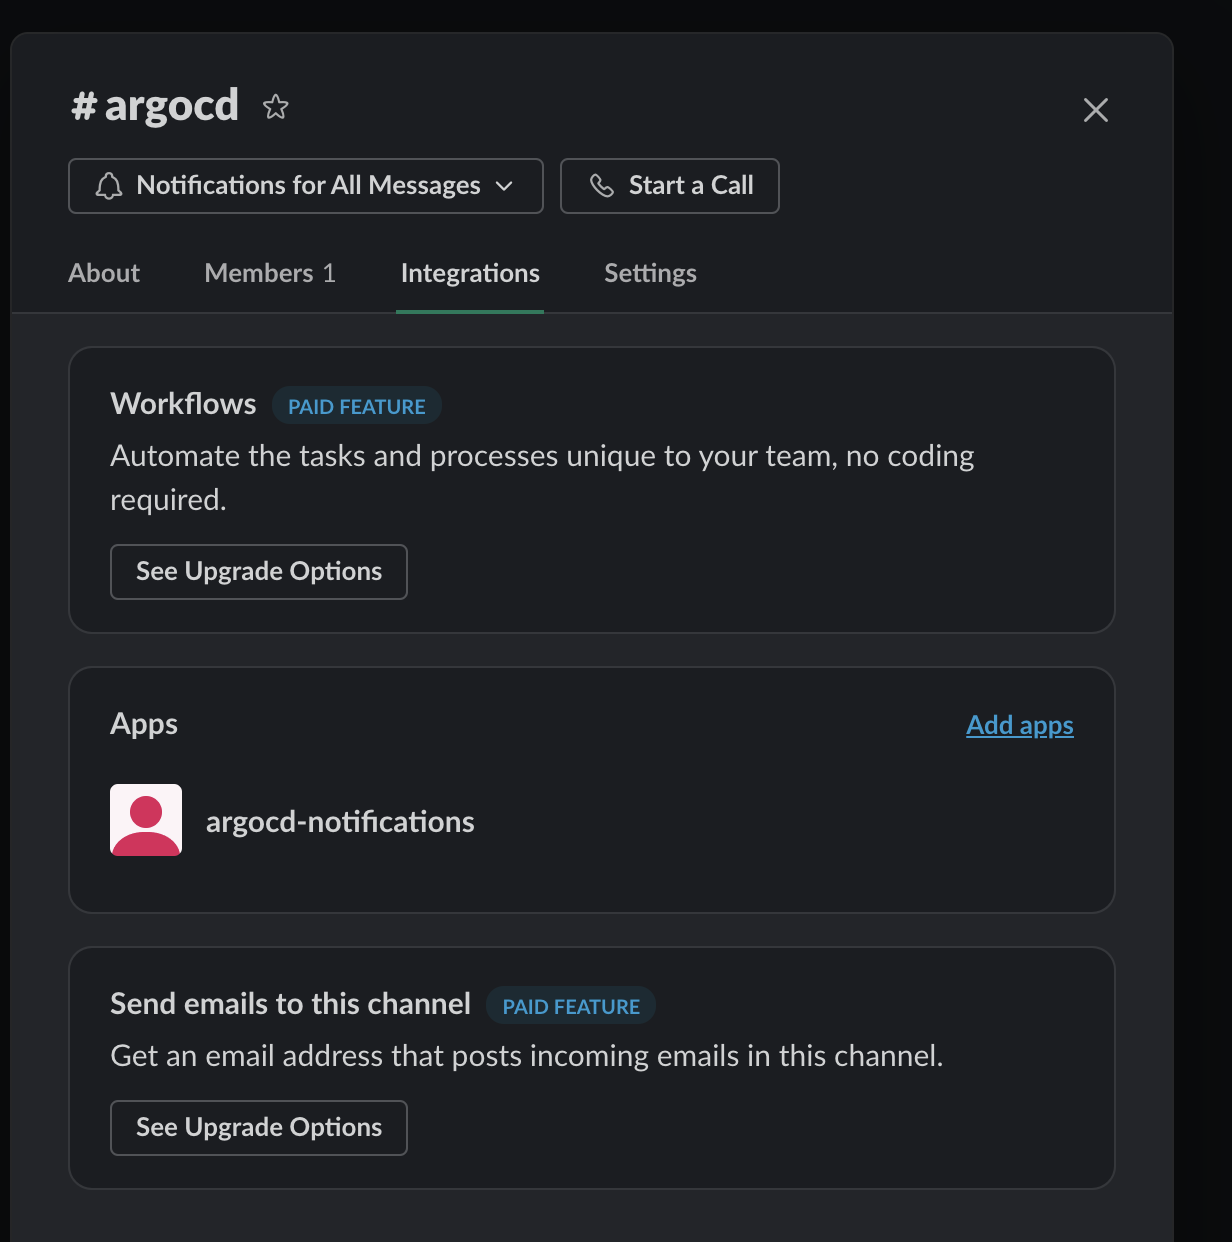 # argocd
Notifications for All Messages
Start a Call
About
Members 1
Integrations
Settings
Workflows PAID FEATURE
Automate the tasks and processes unique to your team, no coding
required.
See Upgrade Options
Apps
Add apps
argocd-notifications
Send emails to this channel PAID FEATURE
Get an email address that posts incoming emails in this channel.
See Upgrade Options